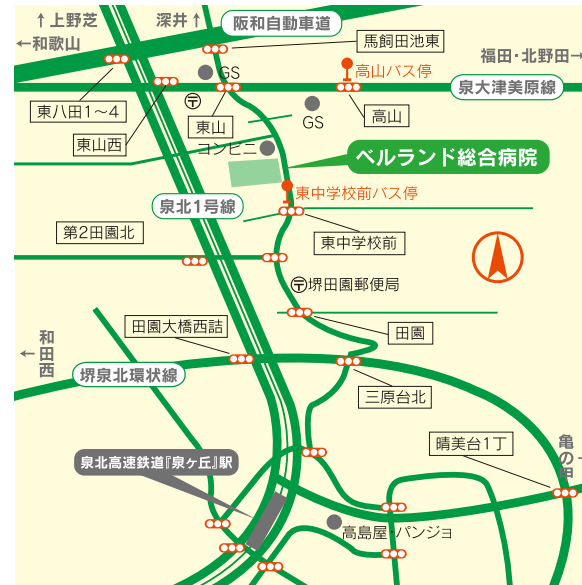 ↑上野芝
深井↑
阪和自動車道
←和歌山
馬飼田池東
福田・北野田→
GS
高山バス停
泉大津美原線
東八田1〜4
〒
東山
GS
高山
東山西
コンビニ
ベルランド総合病院
東中学校前バス停
泉北1号線
第2田園北
東中学校前
〒堺田園郵便局
田園大橋西詰
田園
←和田西
堺泉北環状線
三原台北
晴美台1丁
亀の甲→
泉北高速鉄道『泉ヶ丘』駅
高島屋・パンジョ